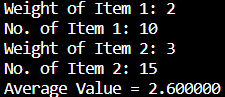 Weight of Item 1: 2
No. of Item 1: 10
Weight of Item 2: 3
No. of Item 2: 15
Average Value = 2.600000